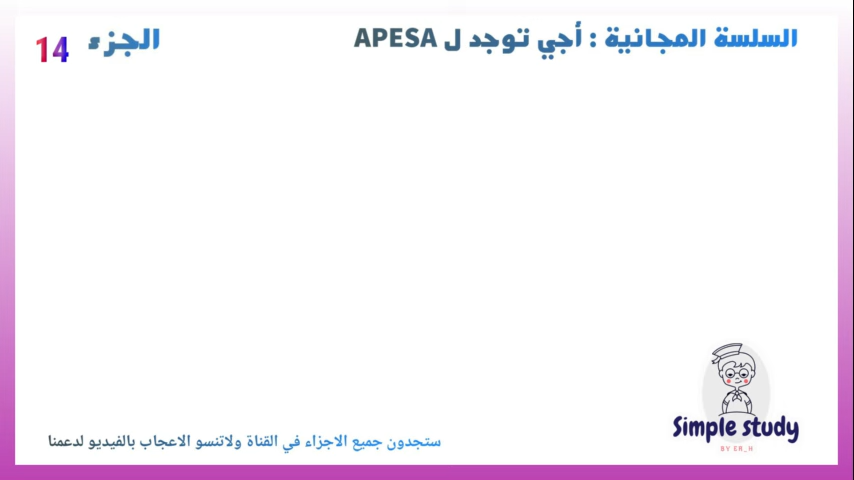 السلسة المجانية : أجي توجد ل APESA
الجزء 14
Simple study
BY SR_H
ستجدون جميع الاجزاء في القناة ولاتنسو الاعجاب بالفيديو لدعمنا